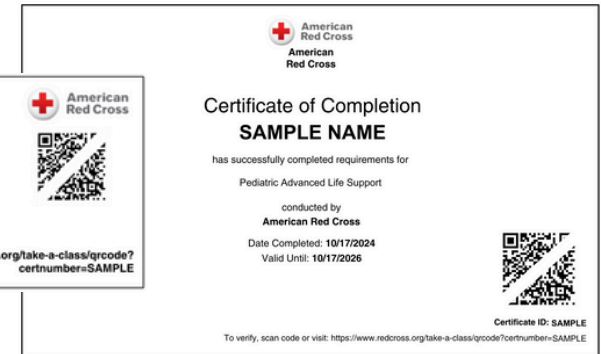 American
Red Cross
American
Red Cross
Certificate of Completion
SAMPLE NAME
has successfully completed requirements for
Pediatric Advanced Life Support
conducted by
American Red Cross
Date Completed: 10/17/2024
Valid Until: 10/17/2026
Certificate ID: SAMPLE
To verify, scan code or visit: https://www.redcross.org/take-a-class/qrcode?certnumber=SAMPLE
American
Red Cross
org/take-a-class/qrcode?
certnumber=SAMPLE